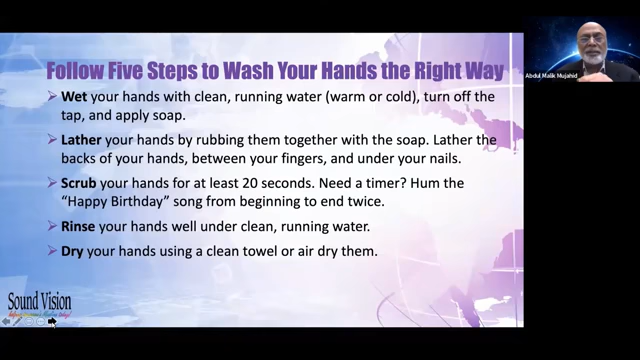 Follow Five Steps to Wash Your Hands the Right Way
Wet your hands with clean, running water (warm or cold), turn off the
tap, and apply soap.
Lather your hands by rubbing them together with the soap. Lather the
backs of your hands, between your fingers, and under your nails.
Scrub your hands for at least 20 seconds. Need a timer? Hum the
“Happy Birthday” song from beginning to end twice.
Rinse your hands well under clean, running water.
Dry your hands using a clean towel or air dry them.
Abdul Malik Mujahid
Sound Vision